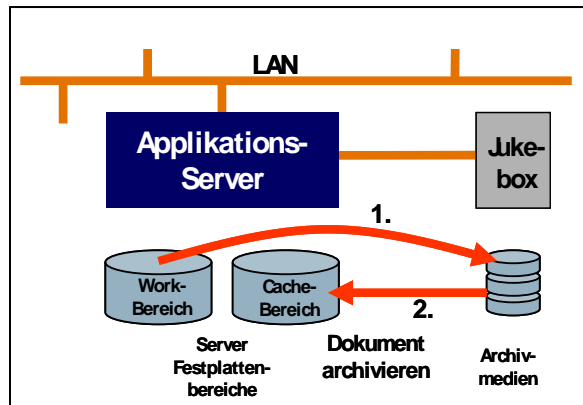 LAN
Applikations-
Server
Juke-
box
1.
Work-
Bereich
Cache-
Bereich
2.
Server
Festplatten-
bereiche
Dokument
archivieren
Archiv-
medien